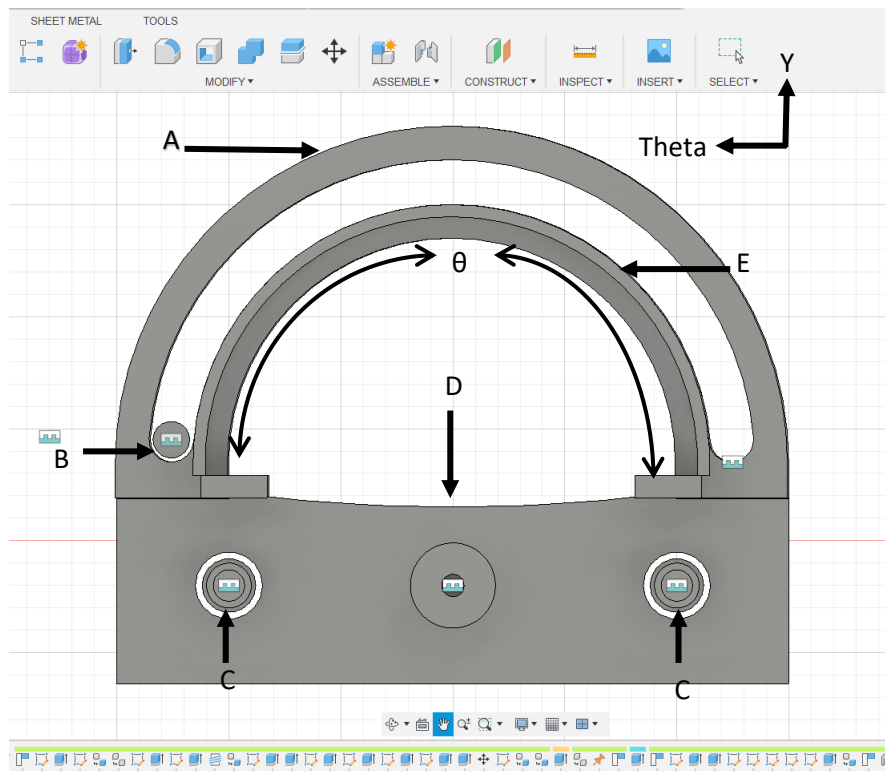 SHEET METAL TOOLS
MODIFY ▾ ASSEMBLE ▾ CONSTRUCT ▾ INSPECT ▾ INSERT ▾ SELECT ▾
Y
A
Theta
θ
E
D
B
C
C